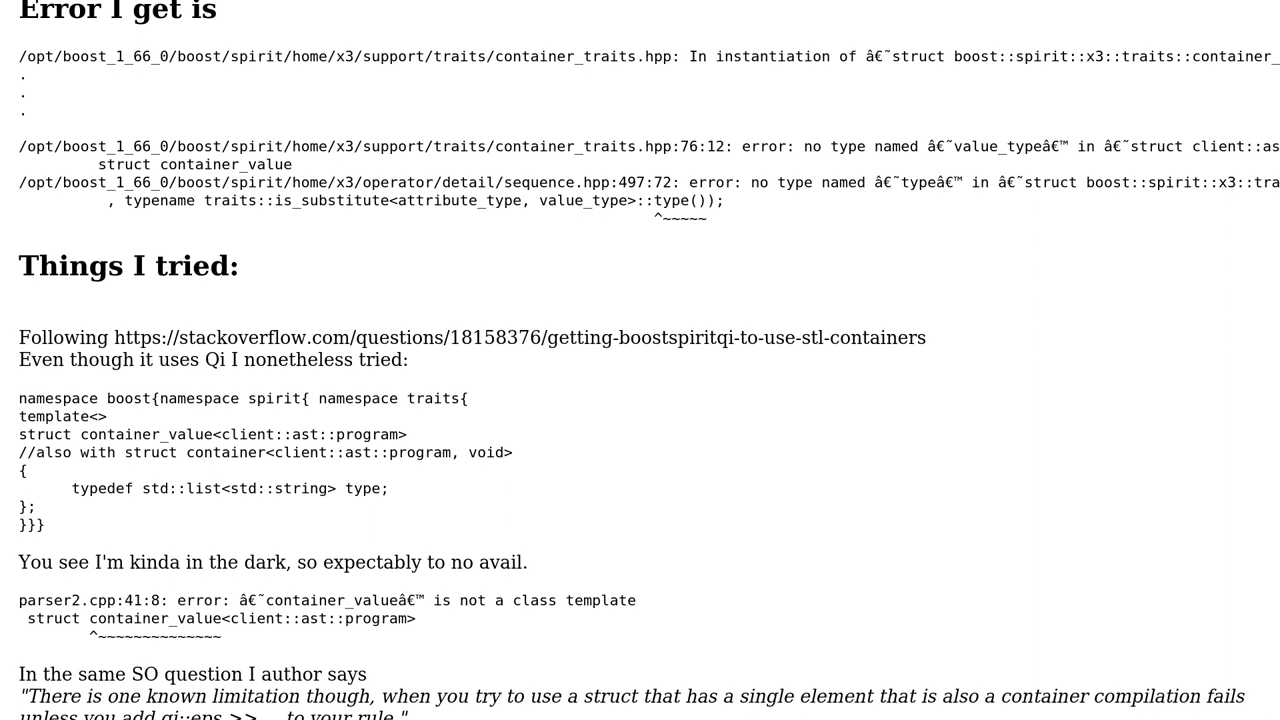 Error I get is
/opt/boost_1_66_0/boost/spirit/home/x3/support/traits/container_traits.hpp: In instantiation of â€˜struct boost::spirit::x3::traits::container_
.
.
.
/opt/boost_1_66_0/boost/spirit/home/x3/support/traits/container_traits.hpp:76:12: error: no type named â€˜value_typeâ€™ in â€˜struct client::as
         struct container_value
/opt/boost_1_66_0/boost/spirit/home/x3/operator/detail/sequence.hpp:497:72: error: no type named â€˜typeâ€™ in â€˜struct boost::spirit::x3::tra
          , typename traits::is_substitute<attribute_type, value_type>::type());
                                                                        ^~~~~~
Things I tried:
Following https://stackoverflow.com/questions/18158376/getting-boostspiritqi-to-use-stl-containers
Even though it uses Qi I nonetheless tried:
namespace boost{namespace spirit{ namespace traits{
template<>
struct container_value<client::ast::program>
//also with struct container<client::ast::program, void>
{
      typedef std::list<std::string> type;
};
}}}
You see I'm kinda in the dark, so expectably to no avail.
parser2.cpp:41:8: error: â€˜container_valueâ€™ is not a class template
 struct container_value<client::ast::program>
        ^~~~~~~~~~~~~~~
In the same SO question I author says
"There is one known limitation though, when you try to use a struct that has a single element that is also a container compilation fails
unless you add qi::eps >> ... to your rule."